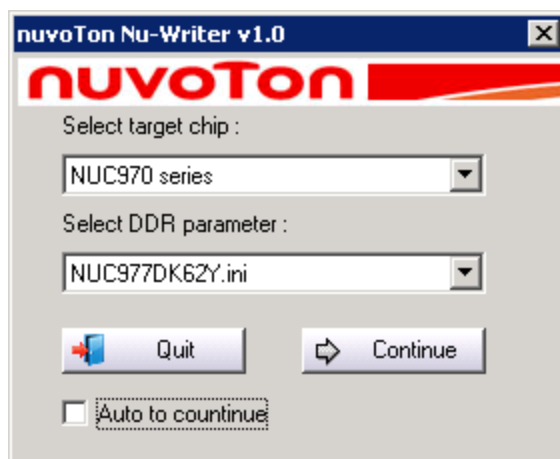 nuvoTon Nu-Writer v1.0
nuvoTon
Select target chip :
NUC970 series
Select DDR parameter :
NUC977DK62Y.ini
Quit
Continue
Auto to countinue